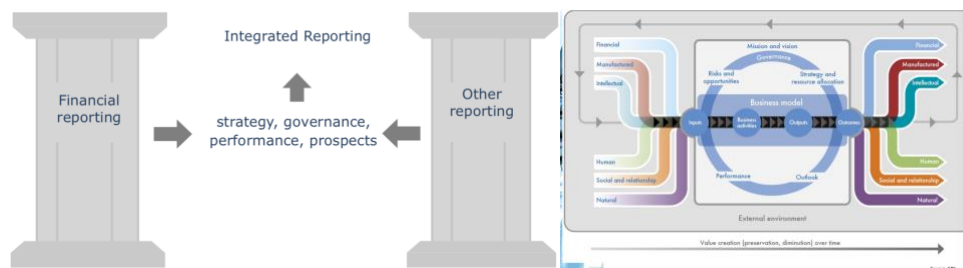 Integrated Reporting
Financial
reporting
strategy, governance,
performance, prospects
Other
reporting
Mission and vision
Governance
Financial
Manufactured
Intellectual
Human
Social and relationship
Natural
Risks and
opportunities
Strategy and
resource allocation
Business model
Inputs
Business
activities
Outputs
Outcomes
Performance
Outlook
Financial
Manufactured
Intellectual
Human
Social and relationship
Natural
External environment
Value creation (preservation, diminution) over time